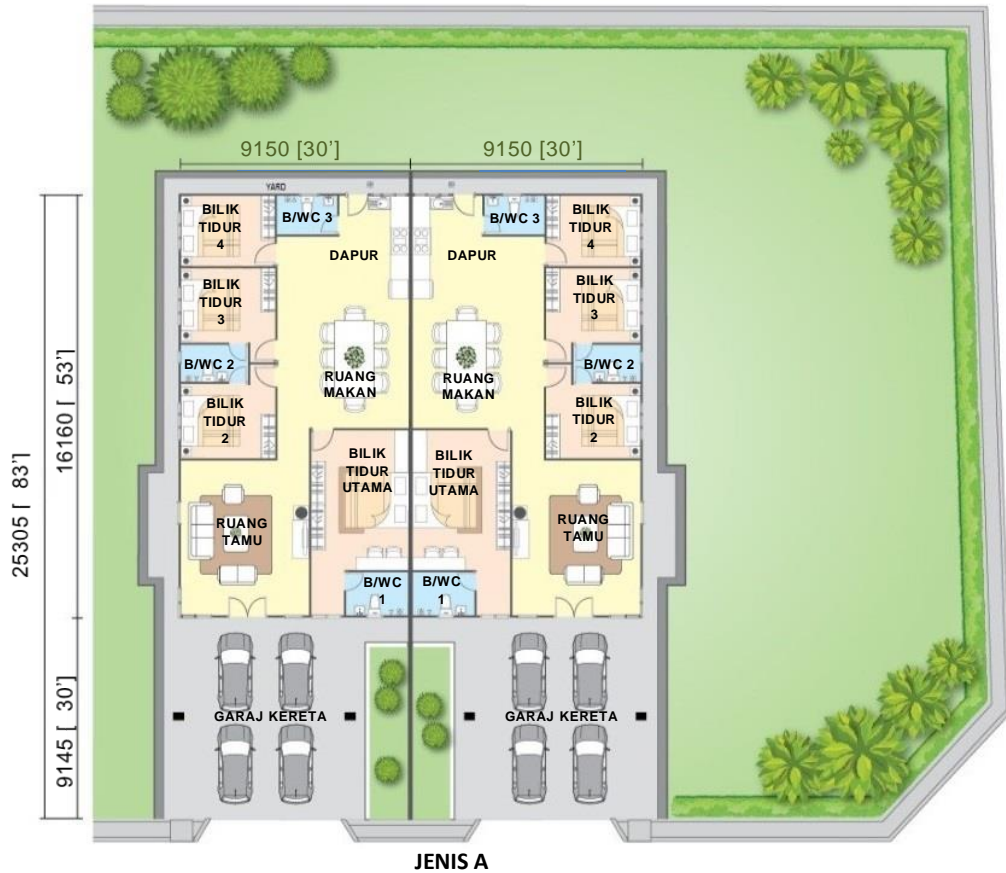 9150 [30']
9150 [30']
YARD
BILIK
TIDUR
4
B/WC 3
B/WC 3
BILIK
TIDUR
4
DAPUR
DAPUR
BILIK
TIDUR
3
BILIK
TIDUR
3
B/WC 2
B/WC 2
RUANG
MAKAN
RUANG
MAKAN
BILIK
TIDUR
2
BILIK
TIDUR
2
BILIK
TIDUR
UTAMA
BILIK
TIDUR
UTAMA
RUANG
TAMU
RUANG
TAMU
B/WC
1
B/WC
1
GARAJ KERETA
GARAJ KERETA
25305 [ 83']
16160 [ 53']
9145 [ 30']
JENIS A